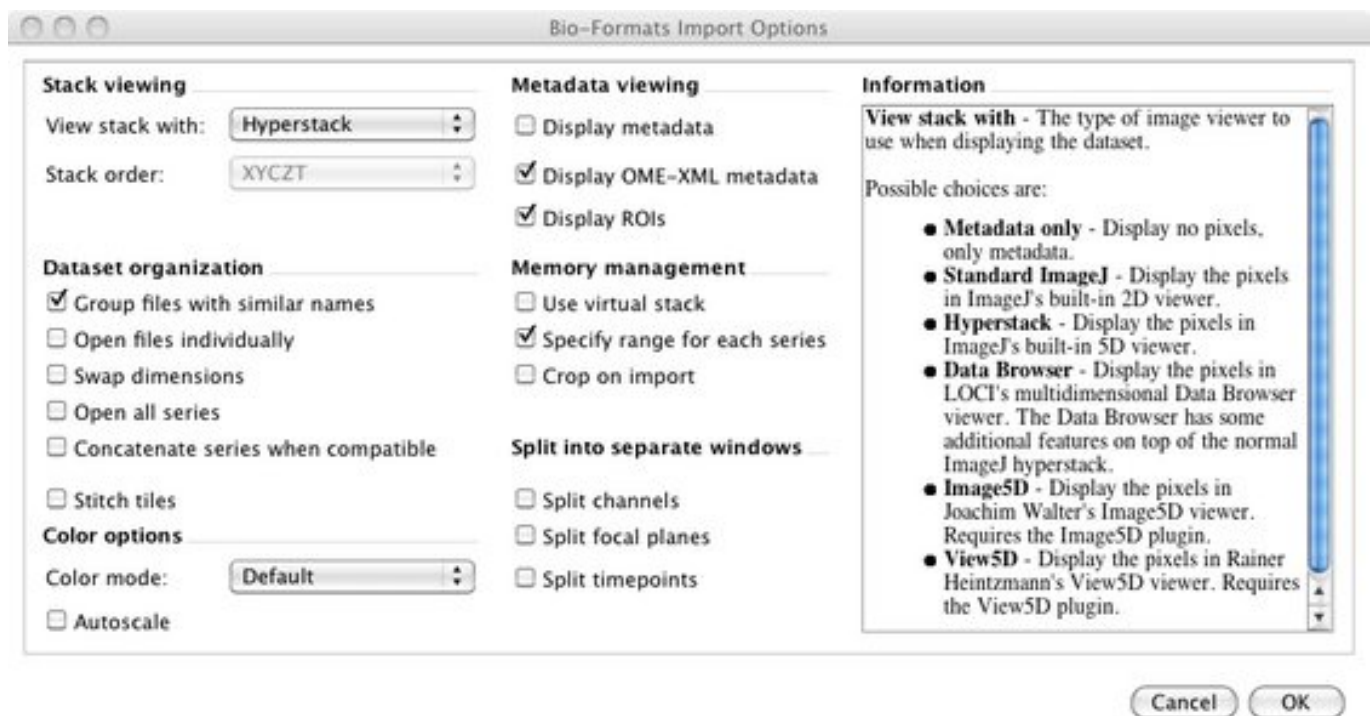 Bio-Formats Import Options
Stack viewing
View stack with: Hyperstack
Stack order: XYCZT
Dataset organization
Group files with similar names
Open files individually
Swap dimensions
Open all series
Concatenate series when compatible
Stitch tiles
Color options
Color mode: Default
Autoscale
Metadata viewing
Display metadata
Display OME-XML metadata
Display ROIs
Memory management
Use virtual stack
Specify range for each series
Crop on import
Split into separate windows
Split channels
Split focal planes
Split timepoints
Information
View stack with - The type of image viewer to
use when displaying the dataset.
Possible choices are:
Metadata only - Display no pixels,
only metadata.
Standard ImageJ - Display the pixels
in ImageJ's built-in 2D viewer.
Hyperstack - Display the pixels in
ImageJ's built-in 5D viewer.
Data Browser - Display the pixels in
LOCI's multidimensional Data Browser
viewer. The Data Browser has some
additional features on top of the normal
ImageJ hyperstack.
Image5D - Display the pixels in
Joachim Walter's Image5D viewer.
Requires the Image5D plugin.
View5D - Display the pixels in Rainer
Heintzmann's View5D viewer. Requires
the View5D plugin.
Cancel
OK